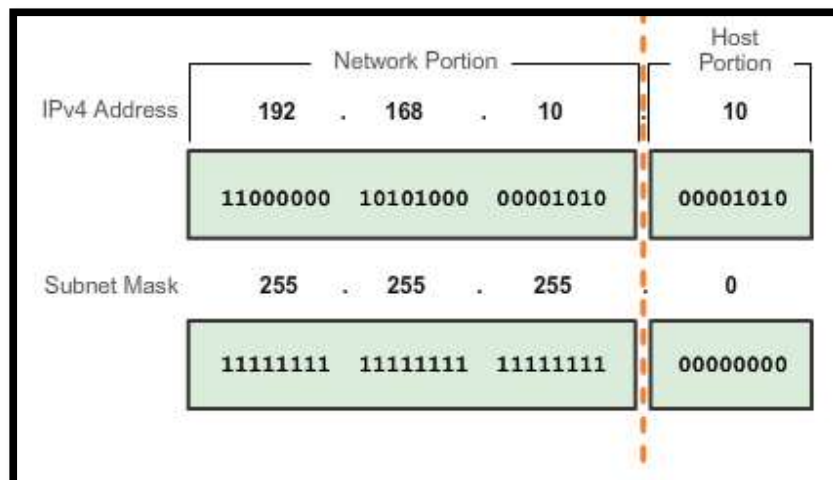 Network Portion Host Portion
IPv4 Address 192 . 168 . 10 . 10
11000000 10101000 00001010 00001010
Subnet Mask 255 . 255 . 255 . 0
11111111 11111111 11111111 00000000